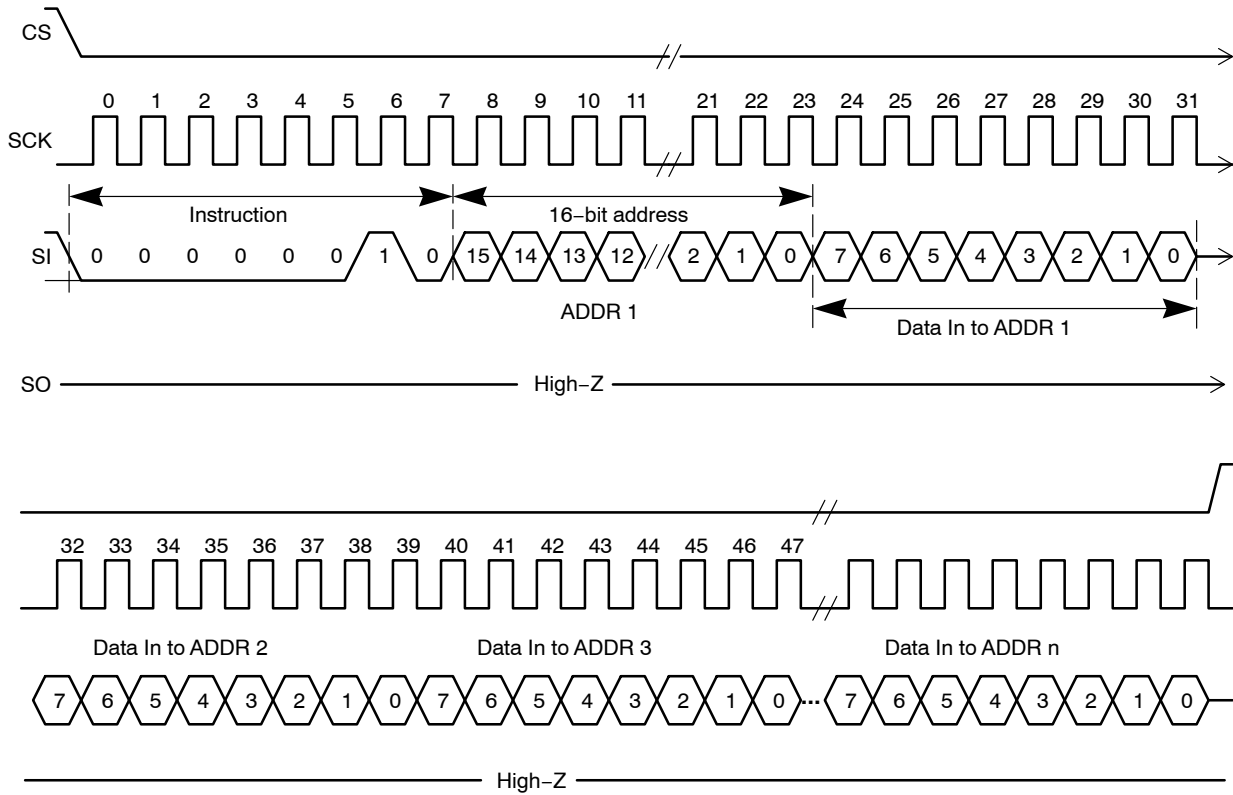 CS
0 1 2 3 4 5 6 7 8 9 10 11 21 22 23 24 25 26 27 28 29 30 31
SCK
Instruction 16−bit address
SI 0 0 0 0 0 0 1 0 15 14 13 12 2 1 0 7 6 5 4 3 2 1 0
ADDR 1 Data In to ADDR 1
SO High−Z
32 33 34 35 36 37 38 39 40 41 42 43 44 45 46 47
Data In to ADDR 2 Data In to ADDR 3 Data In to ADDR n
7 6 5 4 3 2 1 0 7 6 5 4 3 2 1 0 ... 7 6 5 4 3 2 1 0
High−Z